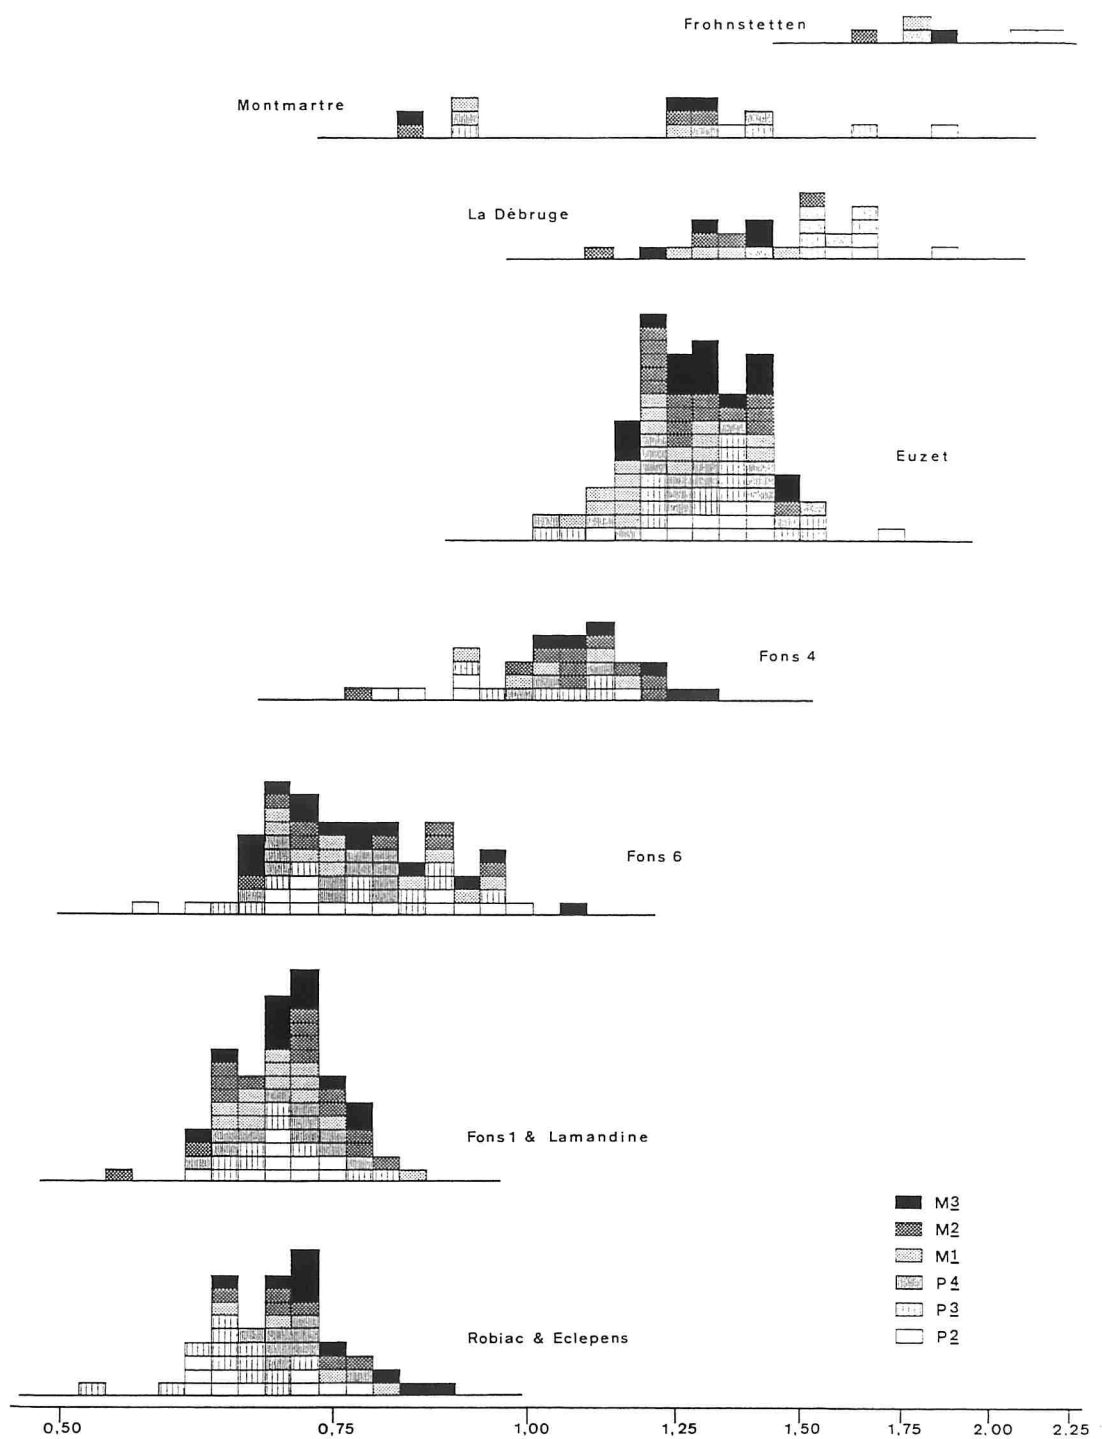 Frohnstetten
Montmartre
La Débruge
Euzet
Fons 4
Fons 6
Fons1 & Lamandine
M3
M2
M1
P4
P3
P2
Robiac & Eclepens
0,50 0,75 1,00 1,25 1,50 1,75 2,00 2,25